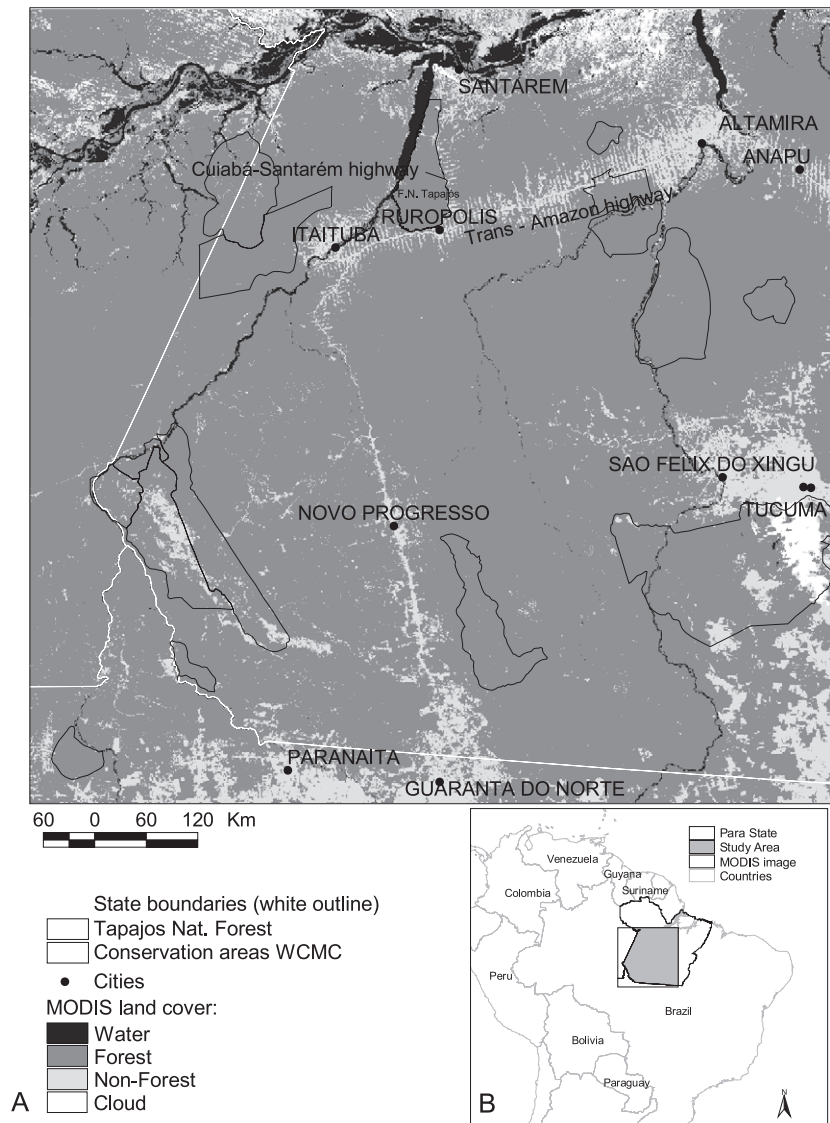 SANTAREM
ALTAMIRA
ANAPU
Cuiabá-Santarém highway
F.N. Tapajós
RUROPOLIS
ITAITUBA
Trans - Amazon highway
SAO FELIX DO XINGU
TUCUMA
NOVO PROGRESSO
PARANAITA
GUARANTA DO NORTE
60 0 60 120 Km
State boundaries (white outline)
Tapajos Nat. Forest
Conservation areas WCMC
Cities
MODIS land cover:
Water
Forest
Non-Forest
Cloud
A
Para State
Study Area
MODIS image
Countries
Venezuela
Guyana
Suriname
Colombia
Peru
Brazil
Bolivia
Paraguay
B
N